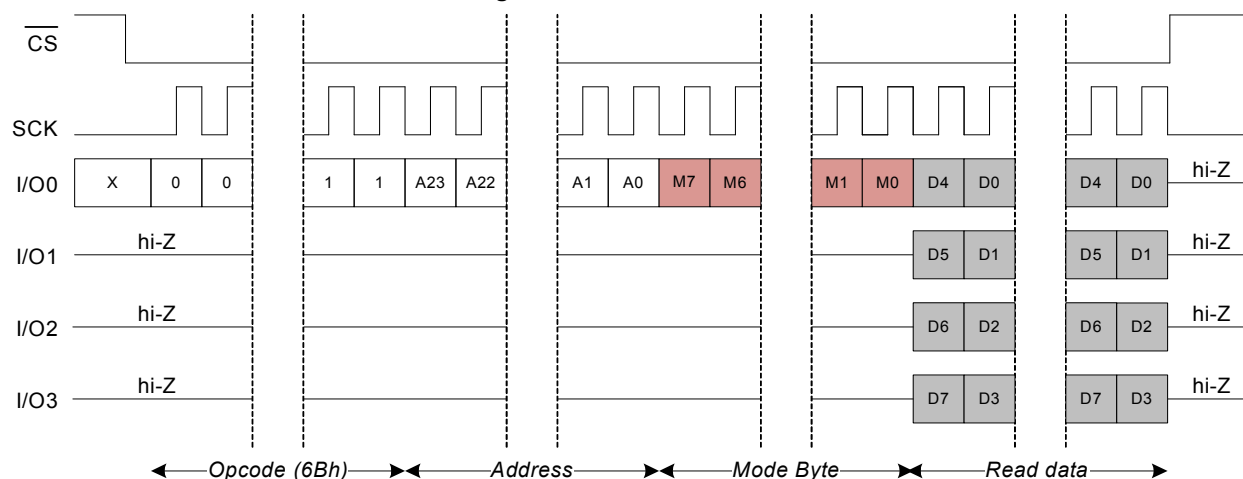 CS
SCK
I/O0 X 0 0 1 1 A23 A22 A1 A0 M7 M6 M1 M0 D4 D0 D4 D0 hi-Z
hi-Z
I/O1 D5 D1 D5 D1 hi-Z
hi-Z
I/O2 D6 D2 D6 D2 hi-Z
hi-Z
I/O3 D7 D3 D7 D3 hi-Z
Opcode (6Bh) Address Mode Byte Read data